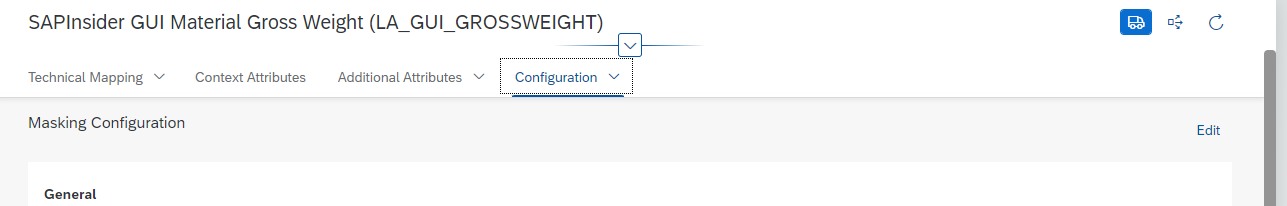 SAPInsider GUI Material Gross Weight (LA_GUI_GROSSWEIGHT)
Technical Mapping Context Attributes Additional Attributes Configuration
Masking Configuration
Edit
General